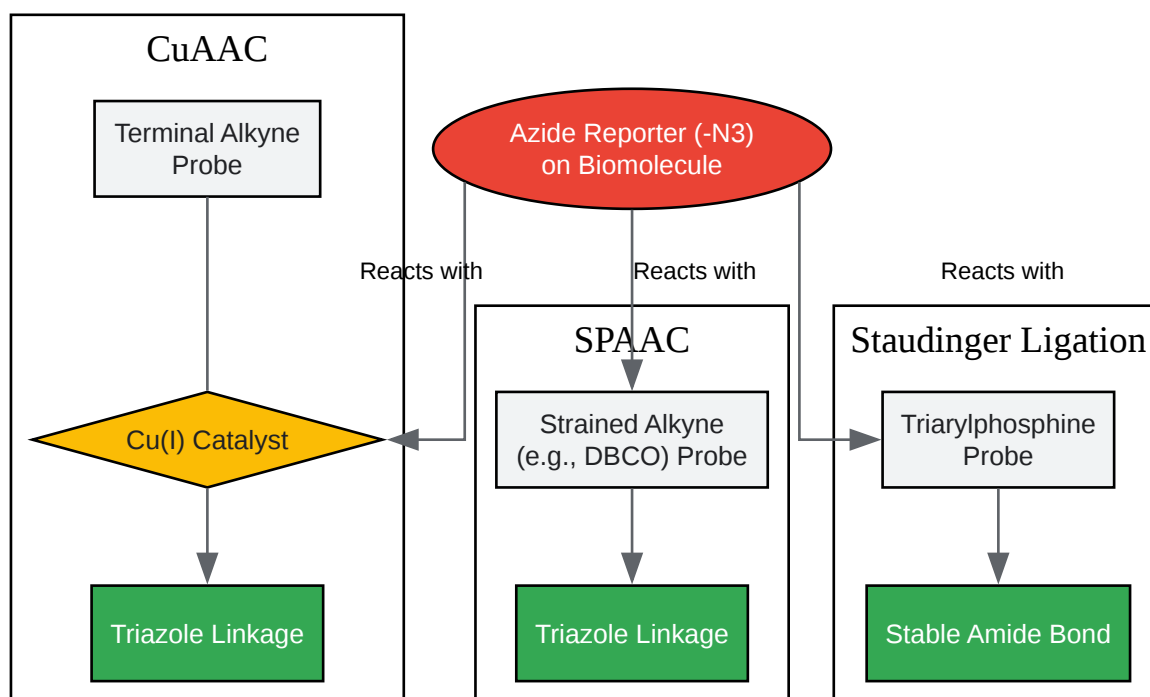 CuAAC
Terminal Alkyne
Probe
Azide Reporter (-N3)
on Biomolecule
Reacts with
Reacts with
Reacts with
SPAAC
Staudinger Ligation
Cu(I) Catalyst
Strained Alkyne
(e.g., DBCO) Probe
Triarylphosphine
Probe
Triazole Linkage
Triazole Linkage
Stable Amide Bond